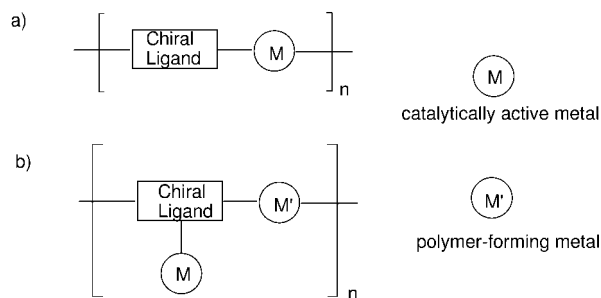 a)
Chiral
Ligand
M
n
M
catalytically active metal
b)
Chiral
Ligand
M'
M
n
M'
polymer-forming metal